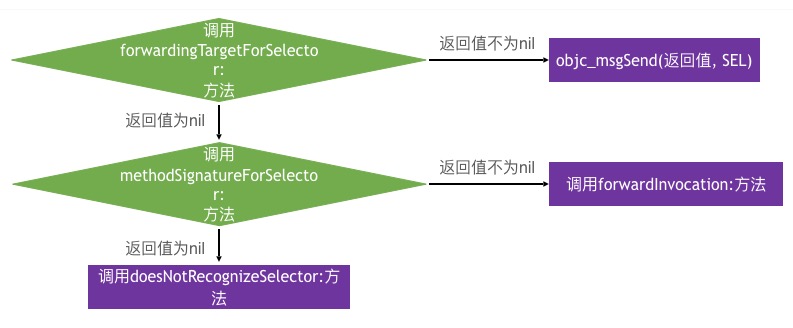 调用
forwardingTargetForSelecto
r:
方法
返回值不为nil
objc_msgSend(返回值, SEL)
返回值为nil
调用
methodSignatureForSelecto
r:
方法
返回值不为nil
调用forwardInvocation:方法
返回值为nil
调用doesNotRecognizeSelector:方
法